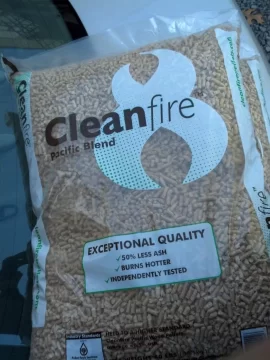 Cleanfire
pacific Blend
EXCEPTIONAL QUALITY
✓ 50% LESS ASH
✓ BURNS HOTTER
✓ INDEPENDENTLY TESTED